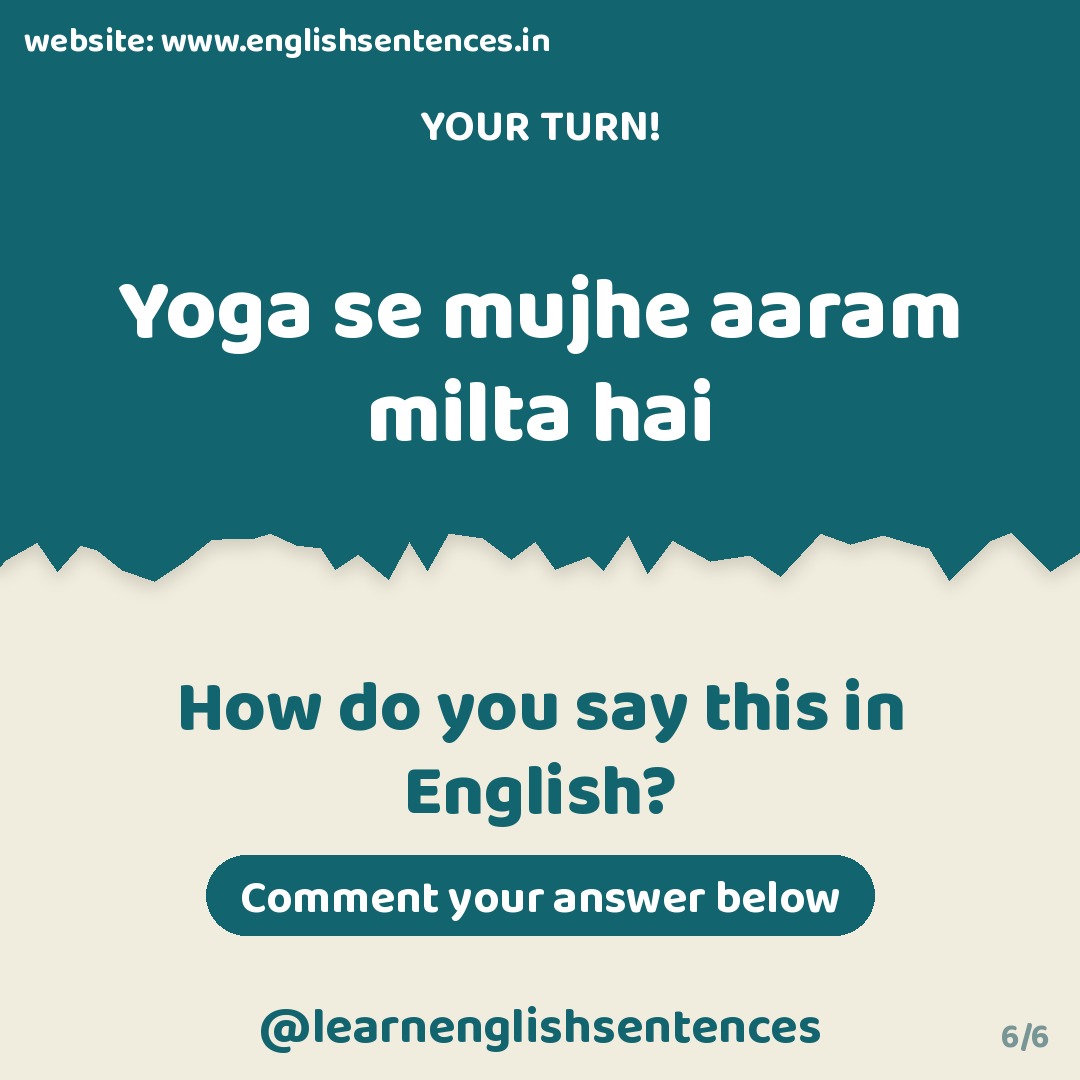 website: www.englishsentences.in
YOUR TURN!
Yoga se mujhe aaram
milta hai
How do you say this in
English?
Comment your answer below
@learnenglishsentences
6/6